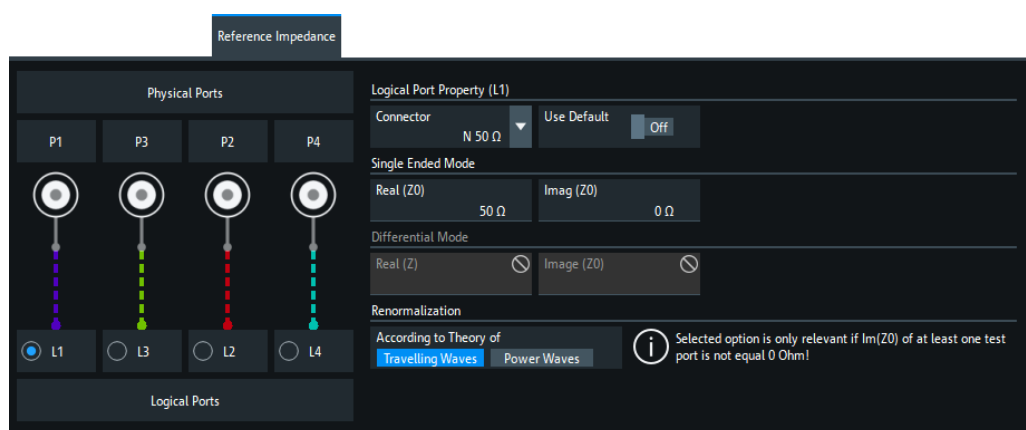 Reference Impedance
Physical Ports
P1 P3 P2 P4
L1 L3 L2 L4
Logical Ports
Logical Port Property (L1)
Connector
N 50 Ω
Use Default
Off
Single Ended Mode
Real (Z0)
50 Ω
Imag (Z0)
0 Ω
Differential Mode
Real (Z)
Image (Z0)
Renormalization
According to Theory of
Travelling Waves Power Waves
Selected option is only relevant if Im(Z0) of at least one test
port is not equal 0 Ohm!